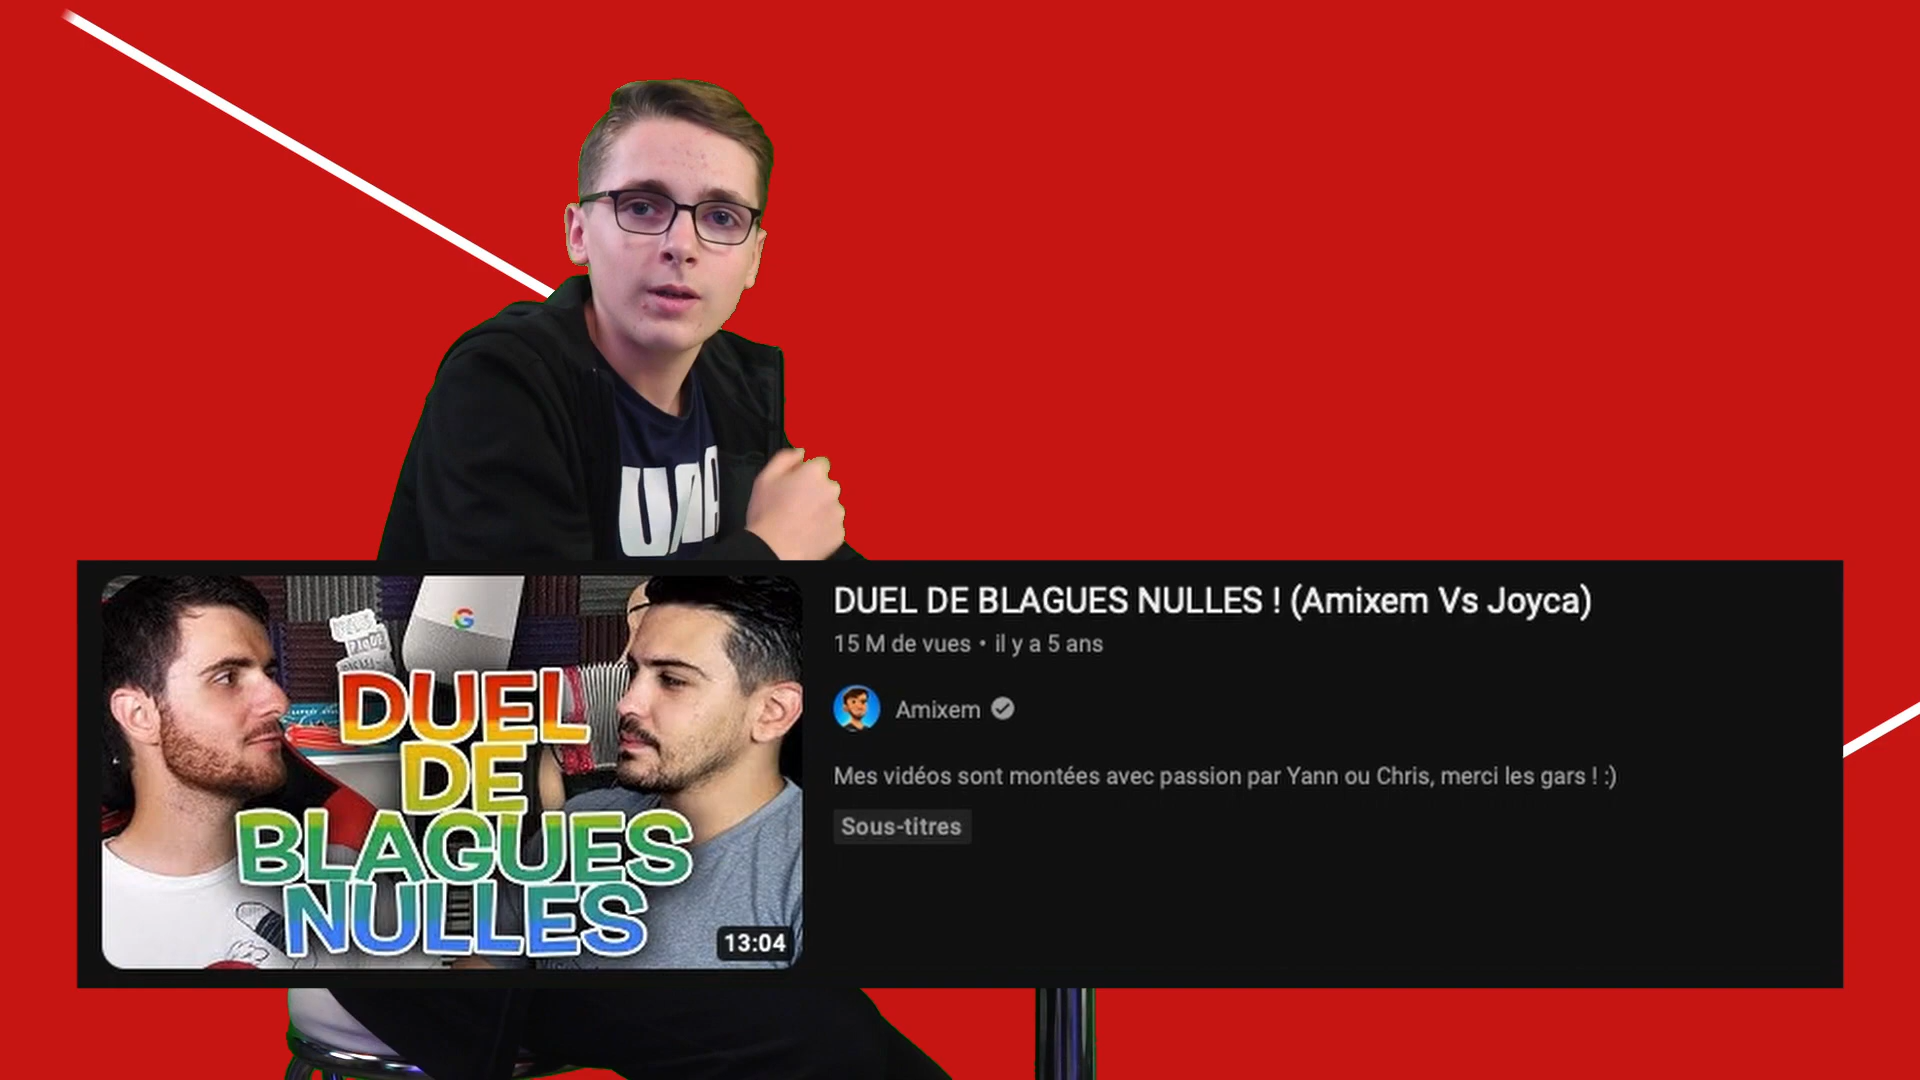 DUEL DE BLAGUES NULLES ! (Amixem Vs Joyca)
15 M de vues • il y a 5 ans
Amixem
Mes vidéos sont montées avec passion par Yann ou Chris, merci les gars ! :)
Sous-titres
DUEL
DE
BLAGUES
NULLES
13:04